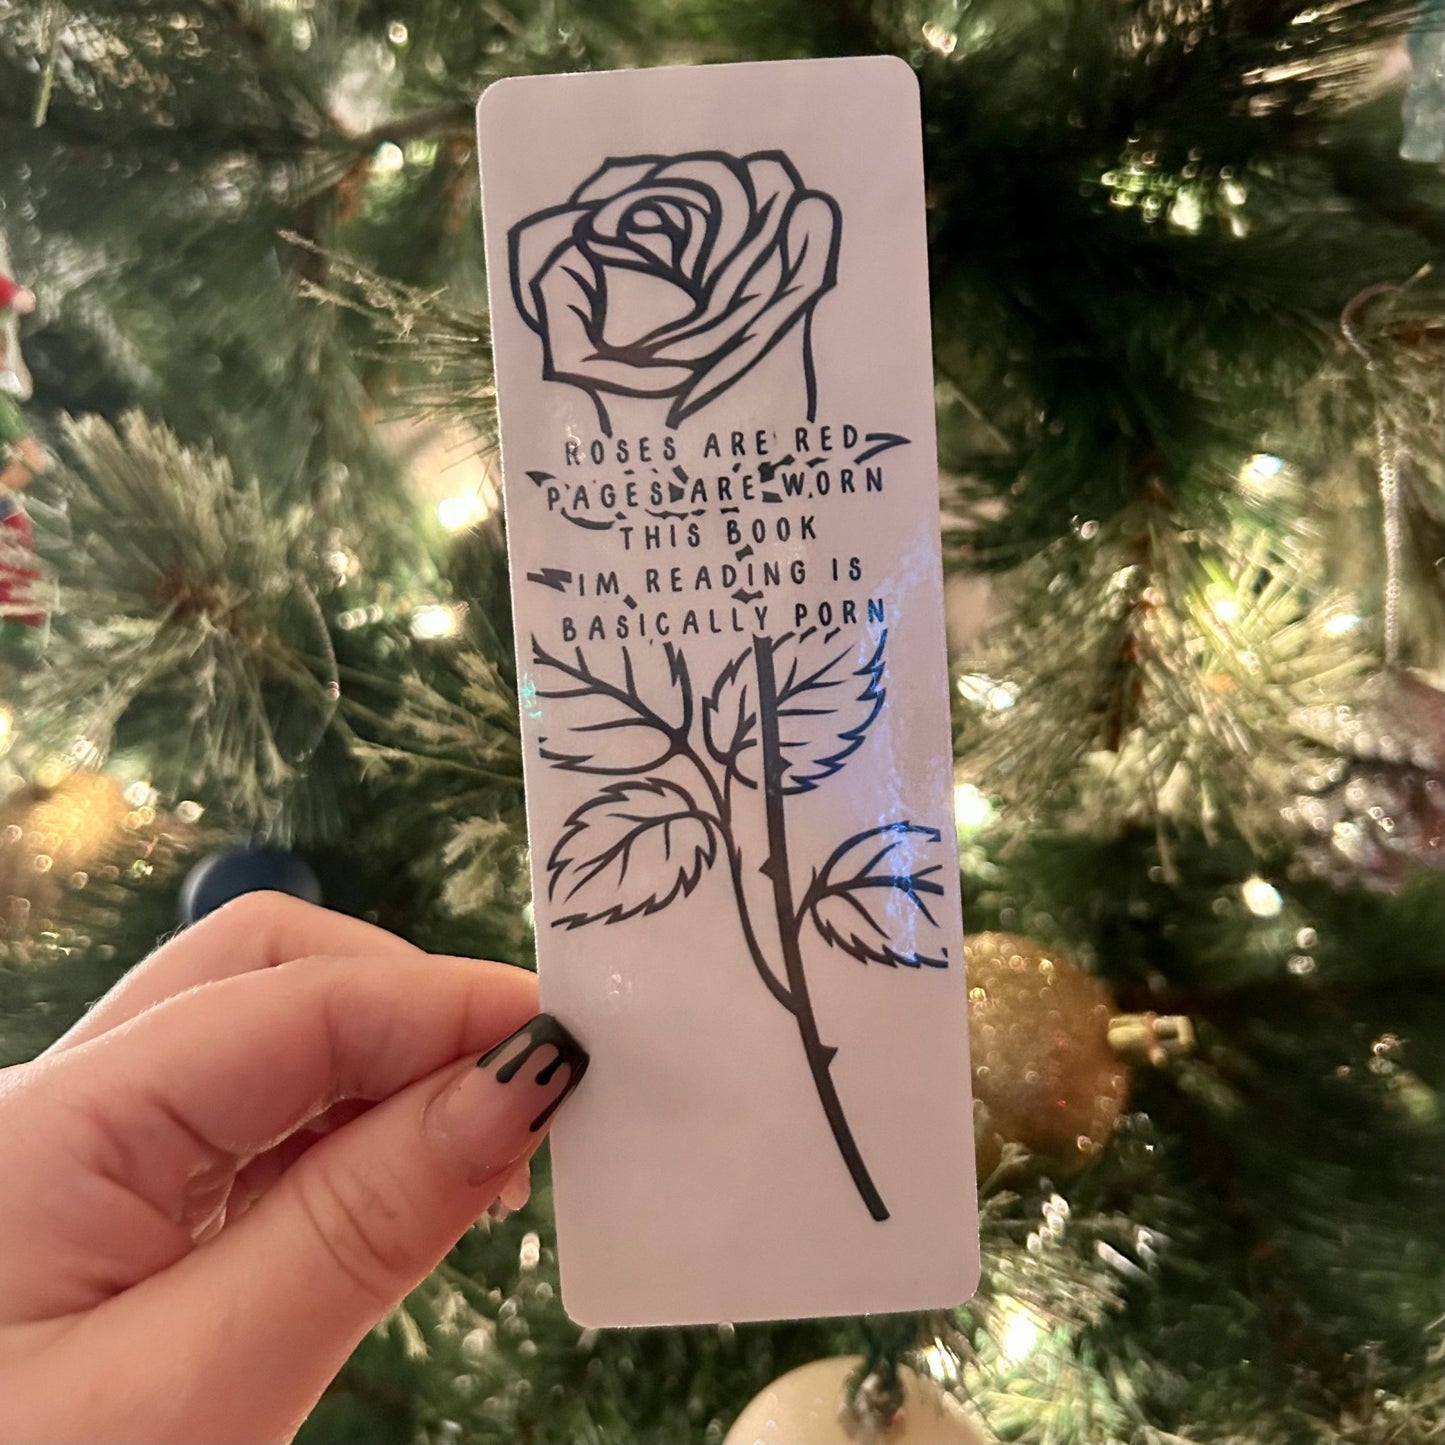 ROSES ARE RED
PAGES ARE WORN
THIS BOOK
IM READING IS
BASICALLY PORN